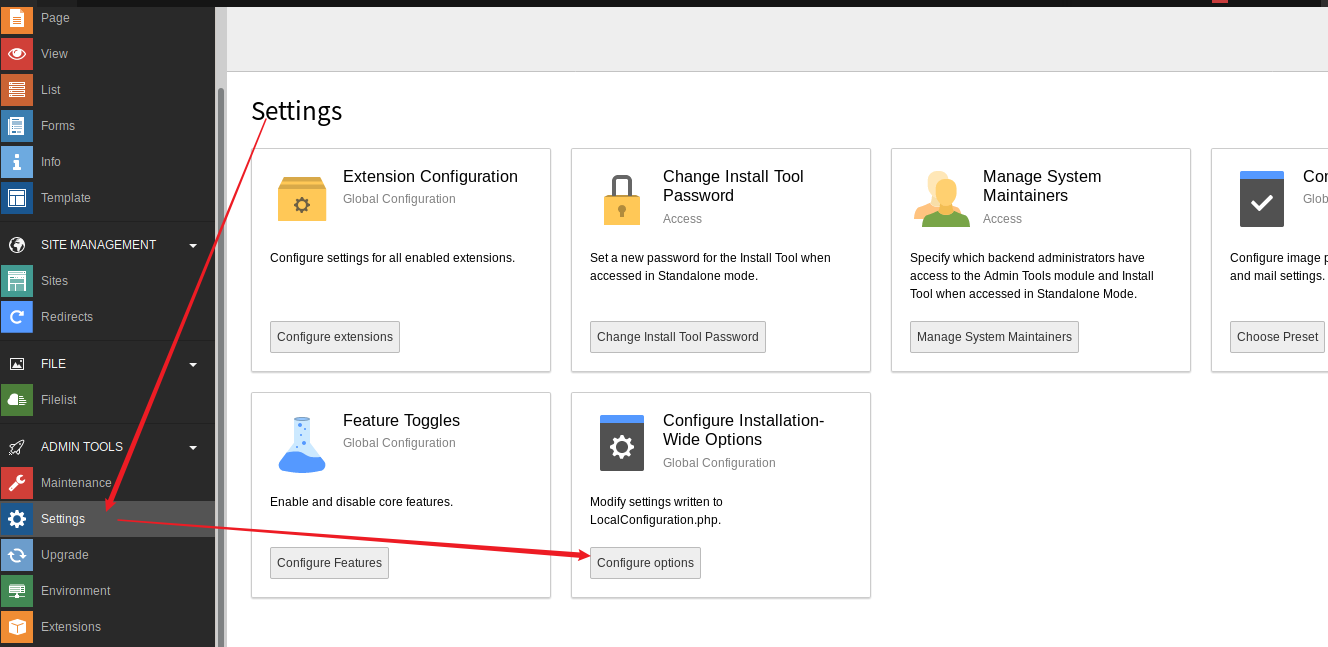 Page
View
List
Forms
Info
Template
SITE MANAGEMENT
Sites
Redirects
FILE
Filelist
ADMIN TOOLS
Maintenance
Settings
Upgrade
Environment
Extensions
Settings
Extension Configuration
Global Configuration
Configure settings for all enabled extensions.
Configure extensions
Change Install Tool
Password
Access
Set a new password for the Install Tool when
accessed in Standalone mode.
Change Install Tool Password
Manage System
Maintainers
Access
Specify which backend administrators have
access to the Admin Tools module and Install
Tool when accessed in Standalone Mode.
Manage System Maintainers
Configure image
and mail settings.
Choose Preset
Feature Toggles
Global Configuration
Enable and disable core features.
Configure Features
Configure Installation-
Wide Options
Global Configuration
Modify settings written to
LocalConfiguration.php.
Configure options